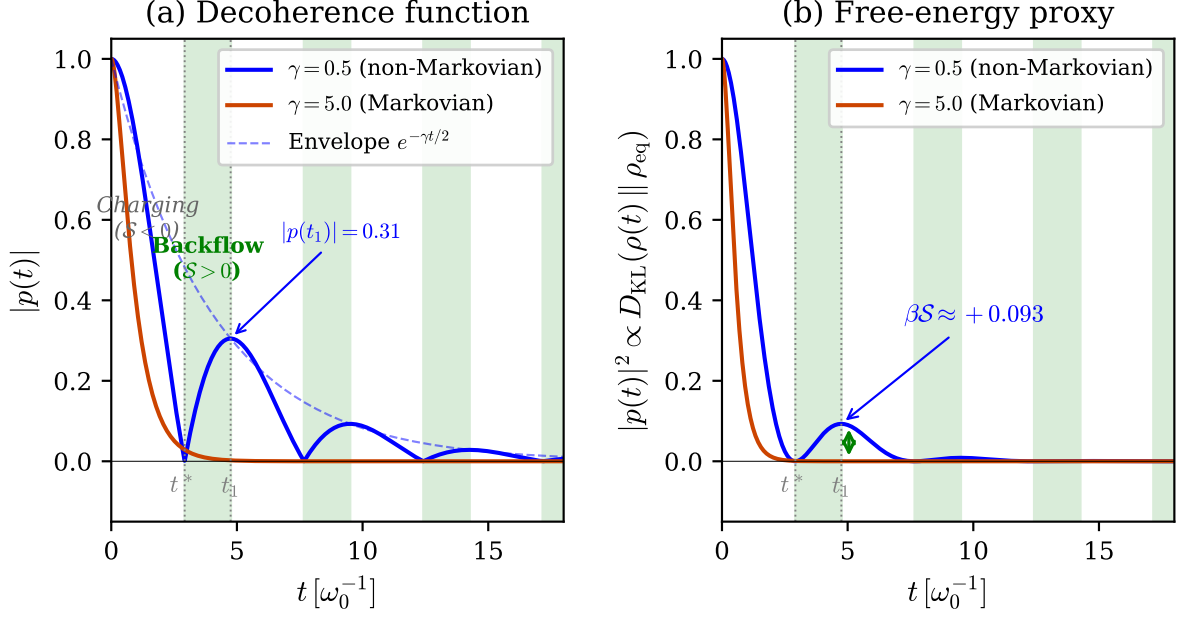 (a) Decoherence function
1.0
0.8
0.6
0.4
0.2
0.0
|p(t)|
γ = 0.5 (non-Markovian)
γ = 5.0 (Markovian)
Envelope e^{−γt/2}
Charging
(𝒮 < 0)
Backflow
(𝒮 > 0)
|p(t₁)| = 0.31
t*
t₁
0
5
10
15
t [ω₀⁻¹]
(b) Free-energy proxy
1.0
0.8
0.6
0.4
0.2
0.0
|p(t)|² ∝ D_KL(ρ(t) ∥ ρ_eq)
γ = 0.5 (non-Markovian)
γ = 5.0 (Markovian)
β𝒮 ≈ +0.093
t*
t₁
0
5
10
15
t [ω₀⁻¹]